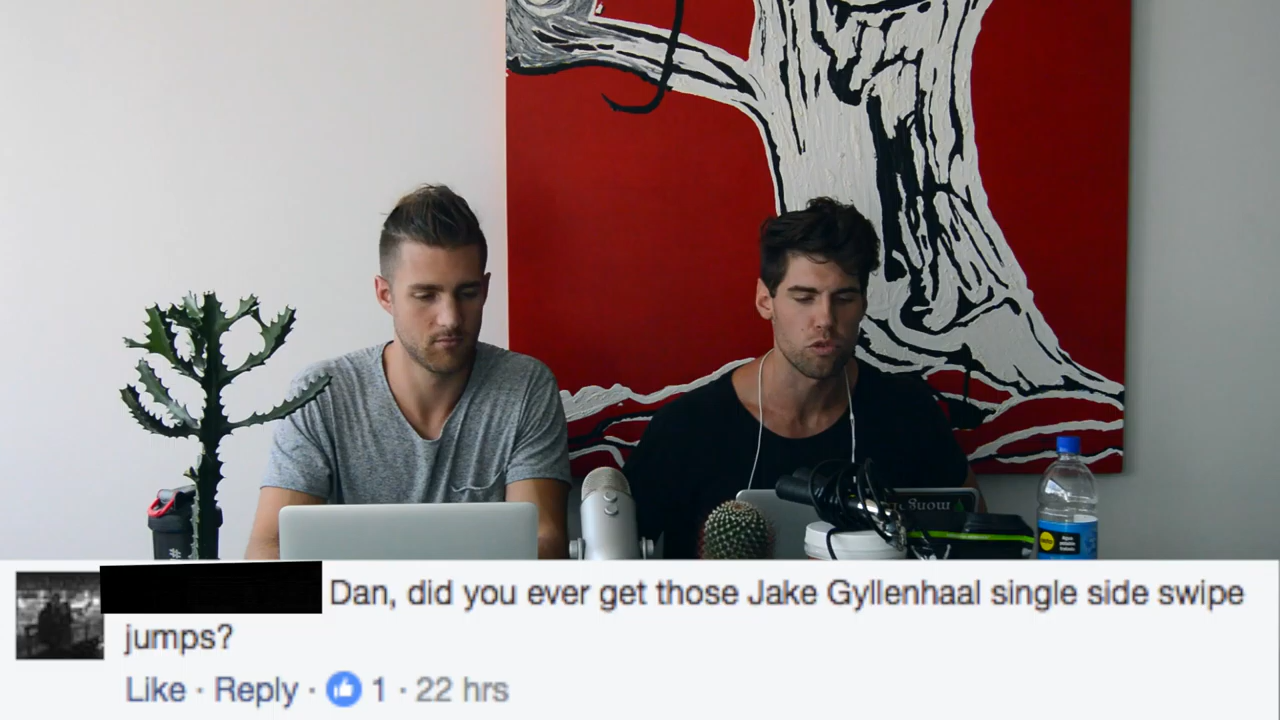 Dan, did you ever get those Jake Gyllenhaal single side swipe
jumps?
Like · Reply · 1 · 22 hrs